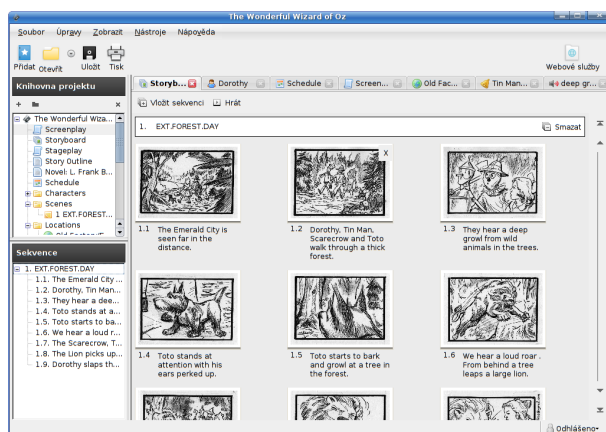 The Wonderful Wizard of Oz
Soubor Úpravy Zobrazit Nástroje Nápověda
Přidat Otevřít Uložit Tisk Webové služby
Knihovna projektu
The Wonderful Wiza...
Screenplay
Storyboard
Stageplay
Story Outline
Novel: L. Frank B...
Schedule
Characters
Scenes
1 EXT.FOREST...
Locations
Sekvence
1. EXT.FOREST.DAY
1.1. The Emerald City ...
1.2. Dorothy, Tin Man...
1.3. They hear a dee...
1.4. Toto stands at a...
1.5. Toto starts to ba...
1.6. We hear a loud r...
1.7. The Scarecrow, T...
1.8. The Lion picks up...
1.9. Dorothy slaps th...
Storyb... Dorothy Schedule Screen... Old Fac... Tin Man... deep gr...
Vložit sekvenci Hrát
1. EXT.FOREST.DAY Smazat
X
1.1 The Emerald City is
seen far in the
distance.
1.2 Dorothy, Tin Man,
Scarecrow and Toto
walk through a thick
forest.
1.3 They hear a deep
growl from wild
animals in the trees.
1.4 Toto stands at
attention with his
ears perked up.
1.5 Toto starts to bark
and growl at a tree in
the forest.
1.6 We hear a loud roar .
From behind a tree
leaps a large lion.
Odhlášeno